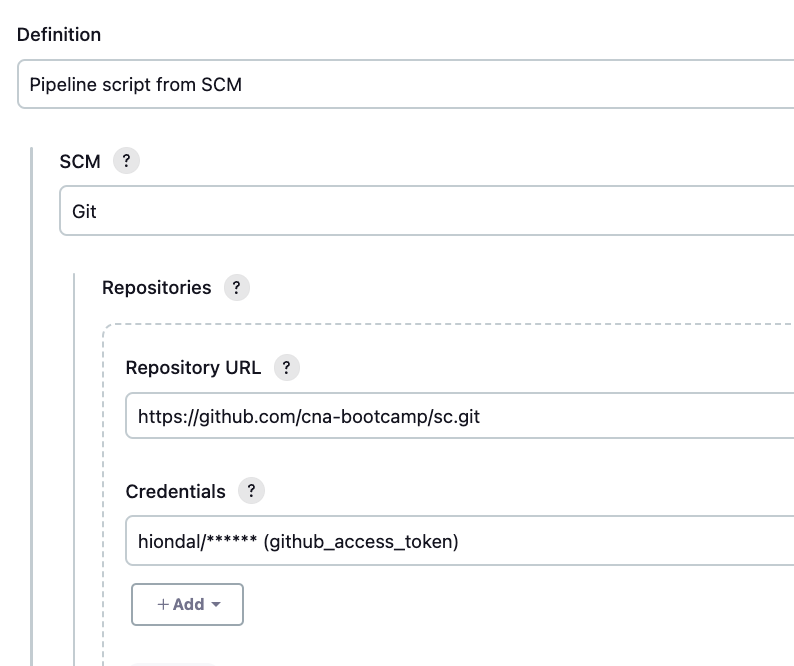 Definition
Pipeline script from SCM
SCM ?
Git
Repositories ?
Repository URL ?
https://github.com/cna-bootcamp/sc.git
Credentials ?
hiondal/****** (github_access_token)
+ Add